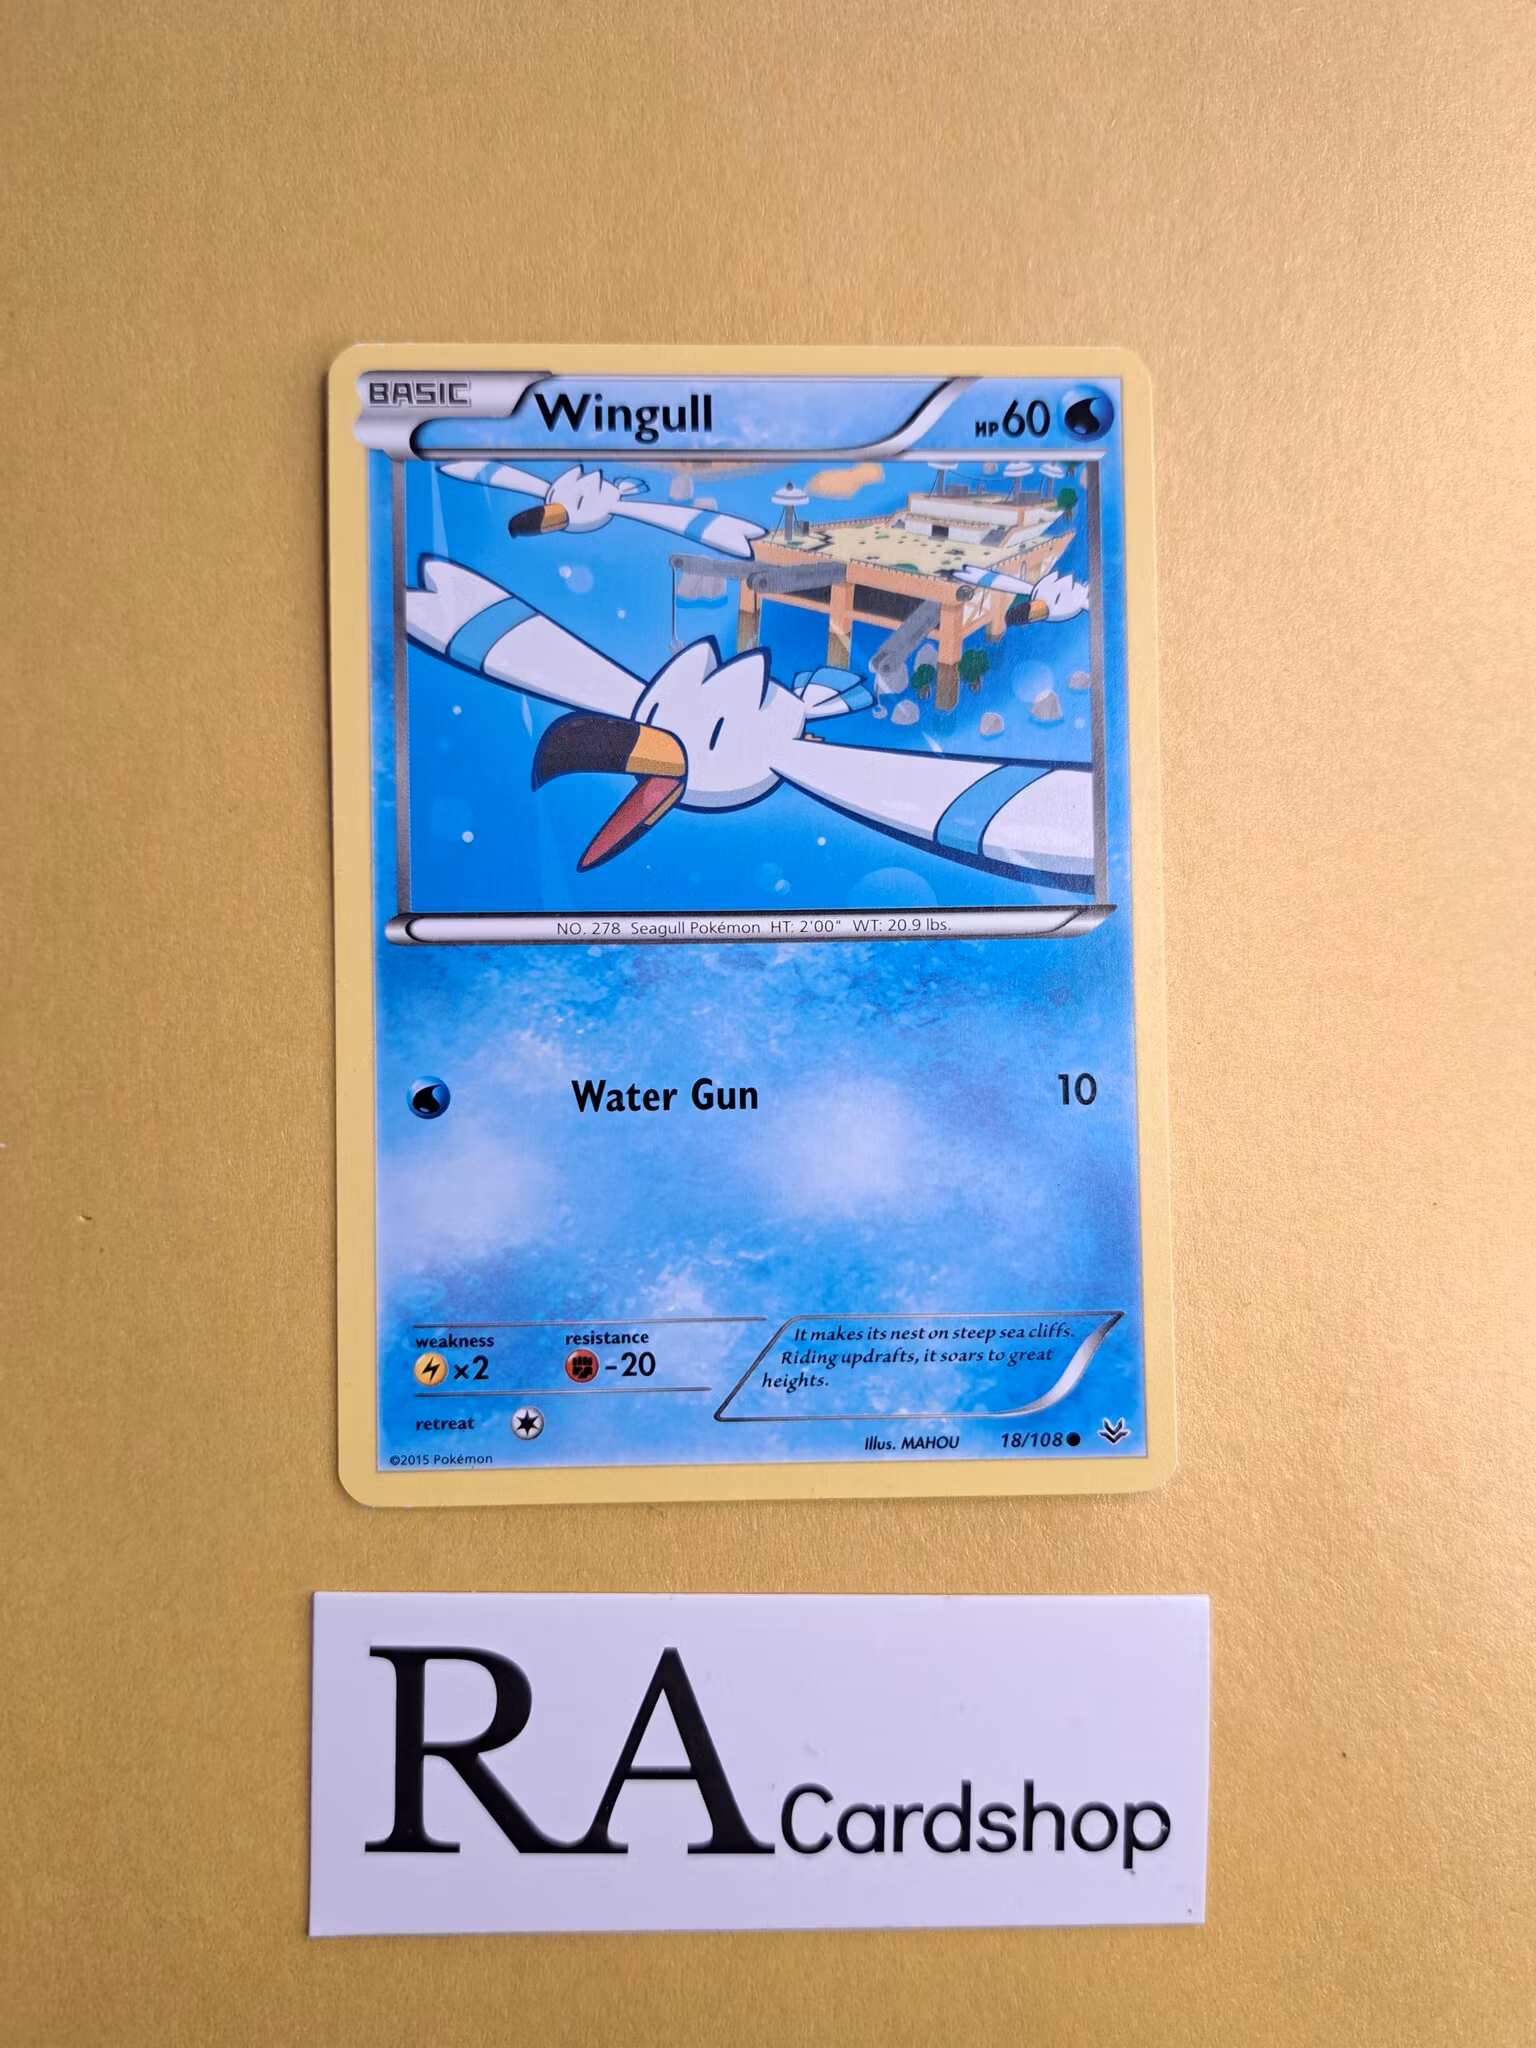 BASIC Wingull HP60
NO. 278 Seagull Pokémon HT: 2'00" WT: 20.9 lbs.
Water Gun 10
weakness resistance
×2 -20
It makes its nest on steep sea cliffs.
Riding updrafts, it soars to great
heights.
retreat
Illus. MAHOU 18/108
©2015 Pokémon
RA Cardshop